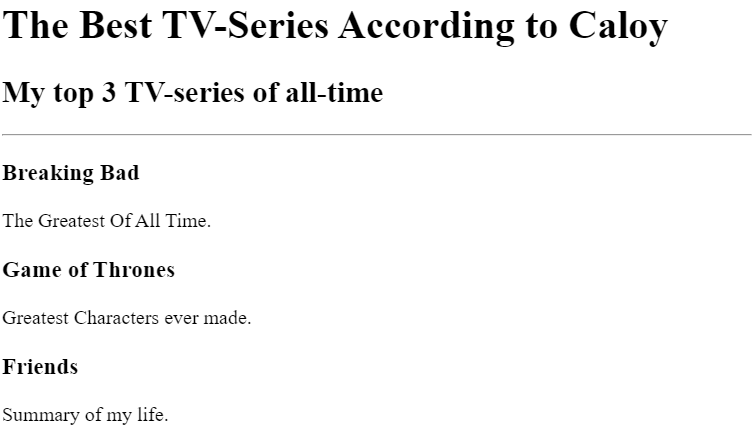 The Best TV-Series According to Caloy
My top 3 TV-series of all-time
Breaking Bad
The Greatest Of All Time.
Game of Thrones
Greatest Characters ever made.
Friends
Summary of my life.